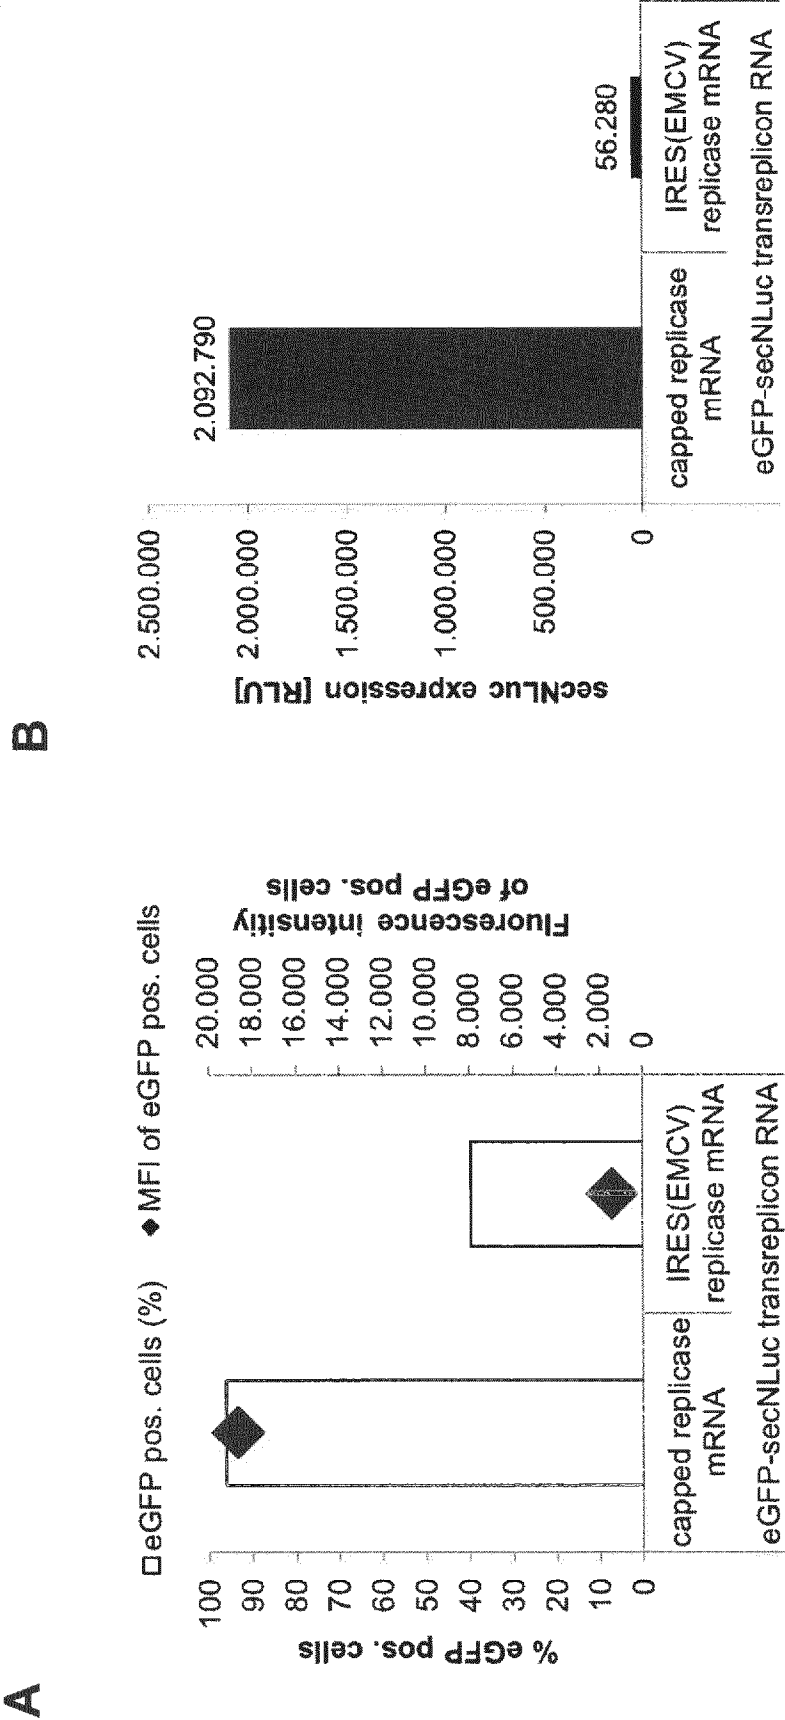 A
□eGFP pos. cells (%) ◆MFI of eGFP pos. cells
% eGFP pos. cells
100
90
80
70
60
50
40
30
20
10
0
20.000
18.000
16.000
14.000
12.000
10.000
8.000
6.000
4.000
2.000
0
Fluorescence intensitiy
of eGFP pos. cells
capped replicase
mRNA
IRES(EMCV)
replicase mRNA
eGFP-secNLuc transreplicon RNA
B
secNLuc expression [RLU]
2.500.000
2.000.000
1.500.000
1.000.000
500.000
0
2.092.790
56.280
capped replicase
mRNA
IRES(EMCV)
replicase mRNA
eGFP-secNLuc transreplicon RNA